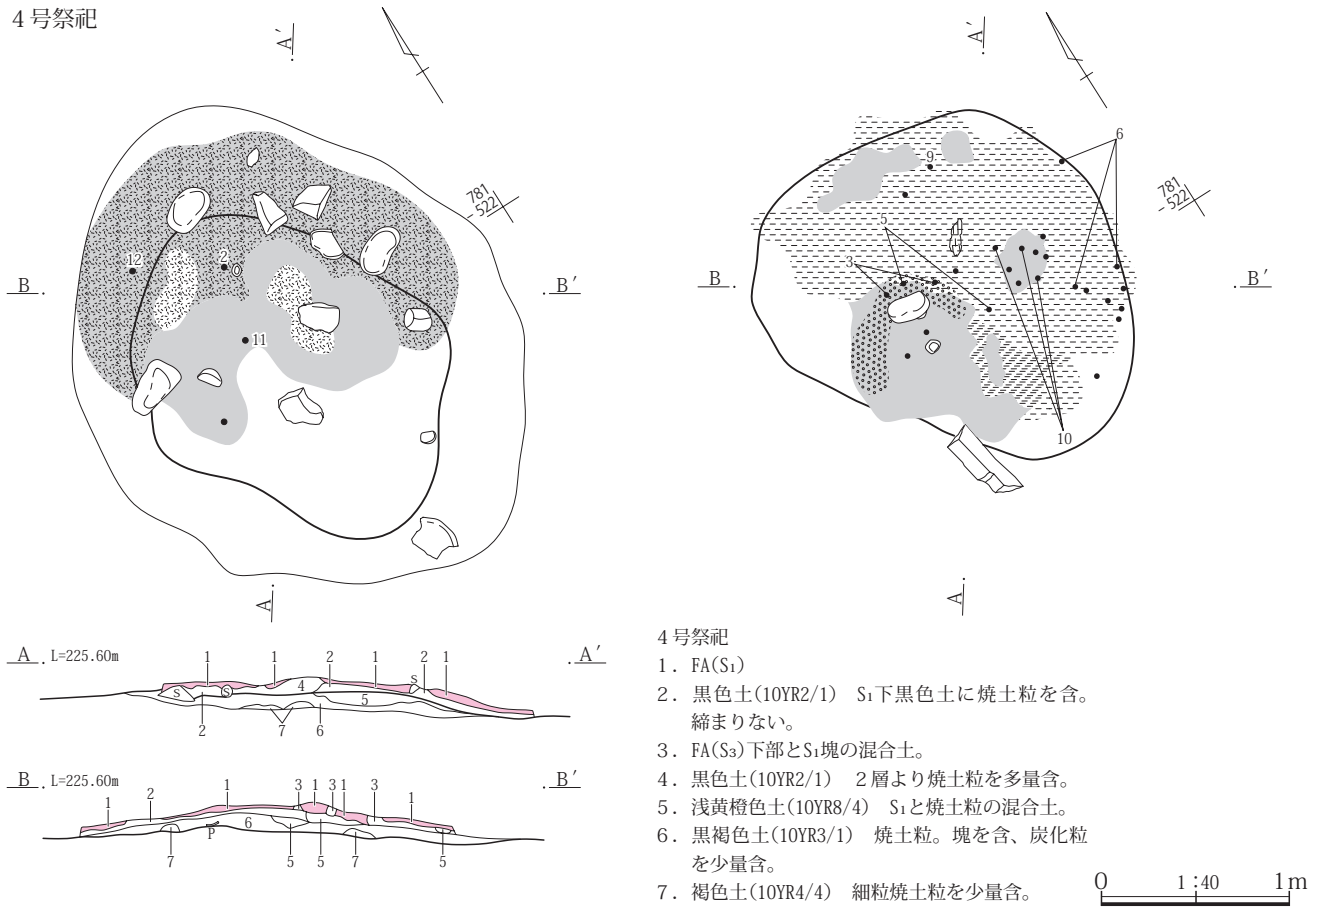 ４号祭祀
A′
781
-522
12
2
B
B′
11
A
A′
6
9
781
-522
5
3
B
B′
10
A
A
L=225.60m
1
1
2
1
2
1
A′
S
S
4
S
5
2
7
6
B
L=225.60m
1
2
1
3
1
3
1
3
1
B′
6
P
7
5
5
7
5
４号祭祀
１．FA(S₁)
２．黒色土(10YR2/1)　S₁下黒色土に焼土粒を含。
締まりない。
３．FA(S₃)下部とS₁塊の混合土。
４．黒色土(10YR2/1)　２層より焼土粒を多量含。
５．浅黄橙色土(10YR8/4)　S₁と焼土粒の混合土。
６．黒褐色土(10YR3/1)　焼土粒。塊を含、炭化粒
を少量含。
７．褐色土(10YR4/4)　細粒焼土粒を少量含。
0
1:40
1m